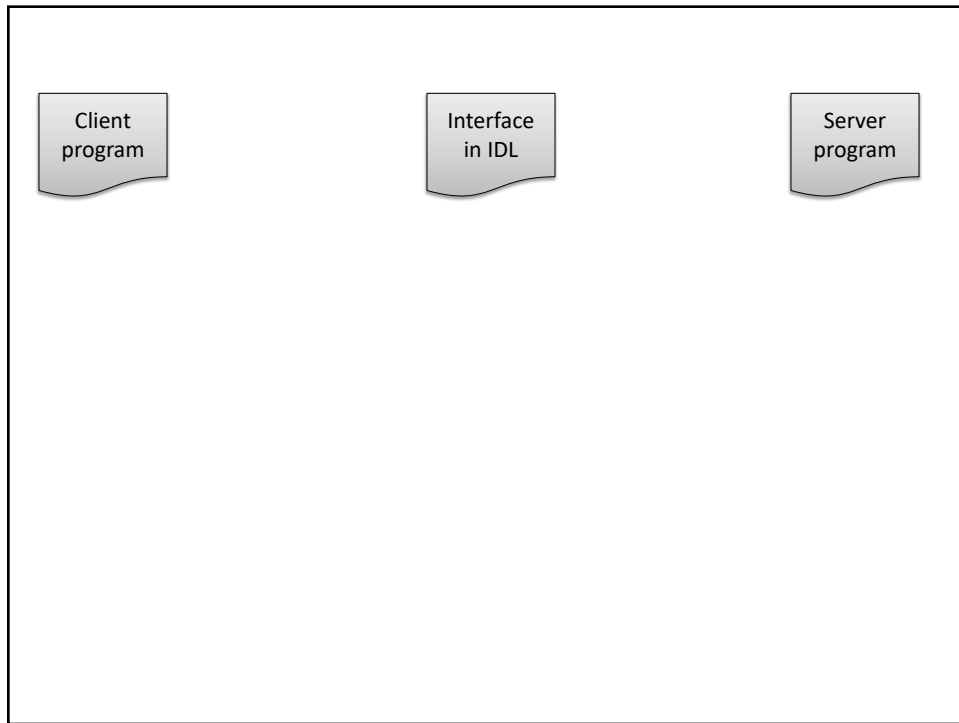 Client
program
Interface
in IDL
Server
program